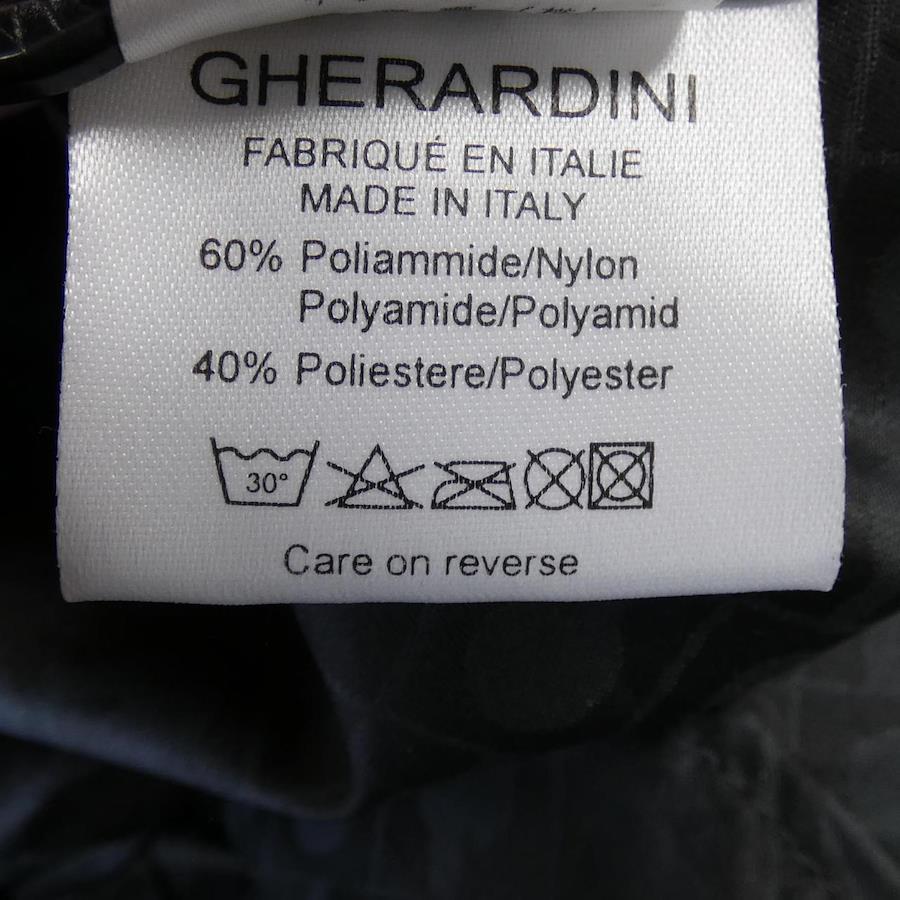 GHERARDINI
FABRIQUÉ EN ITALIE
MADE IN ITALY
60% Poliammide/Nylon
Polyamide/Polyamid
40% Poliestere/Polyester
30°
Care on reverse